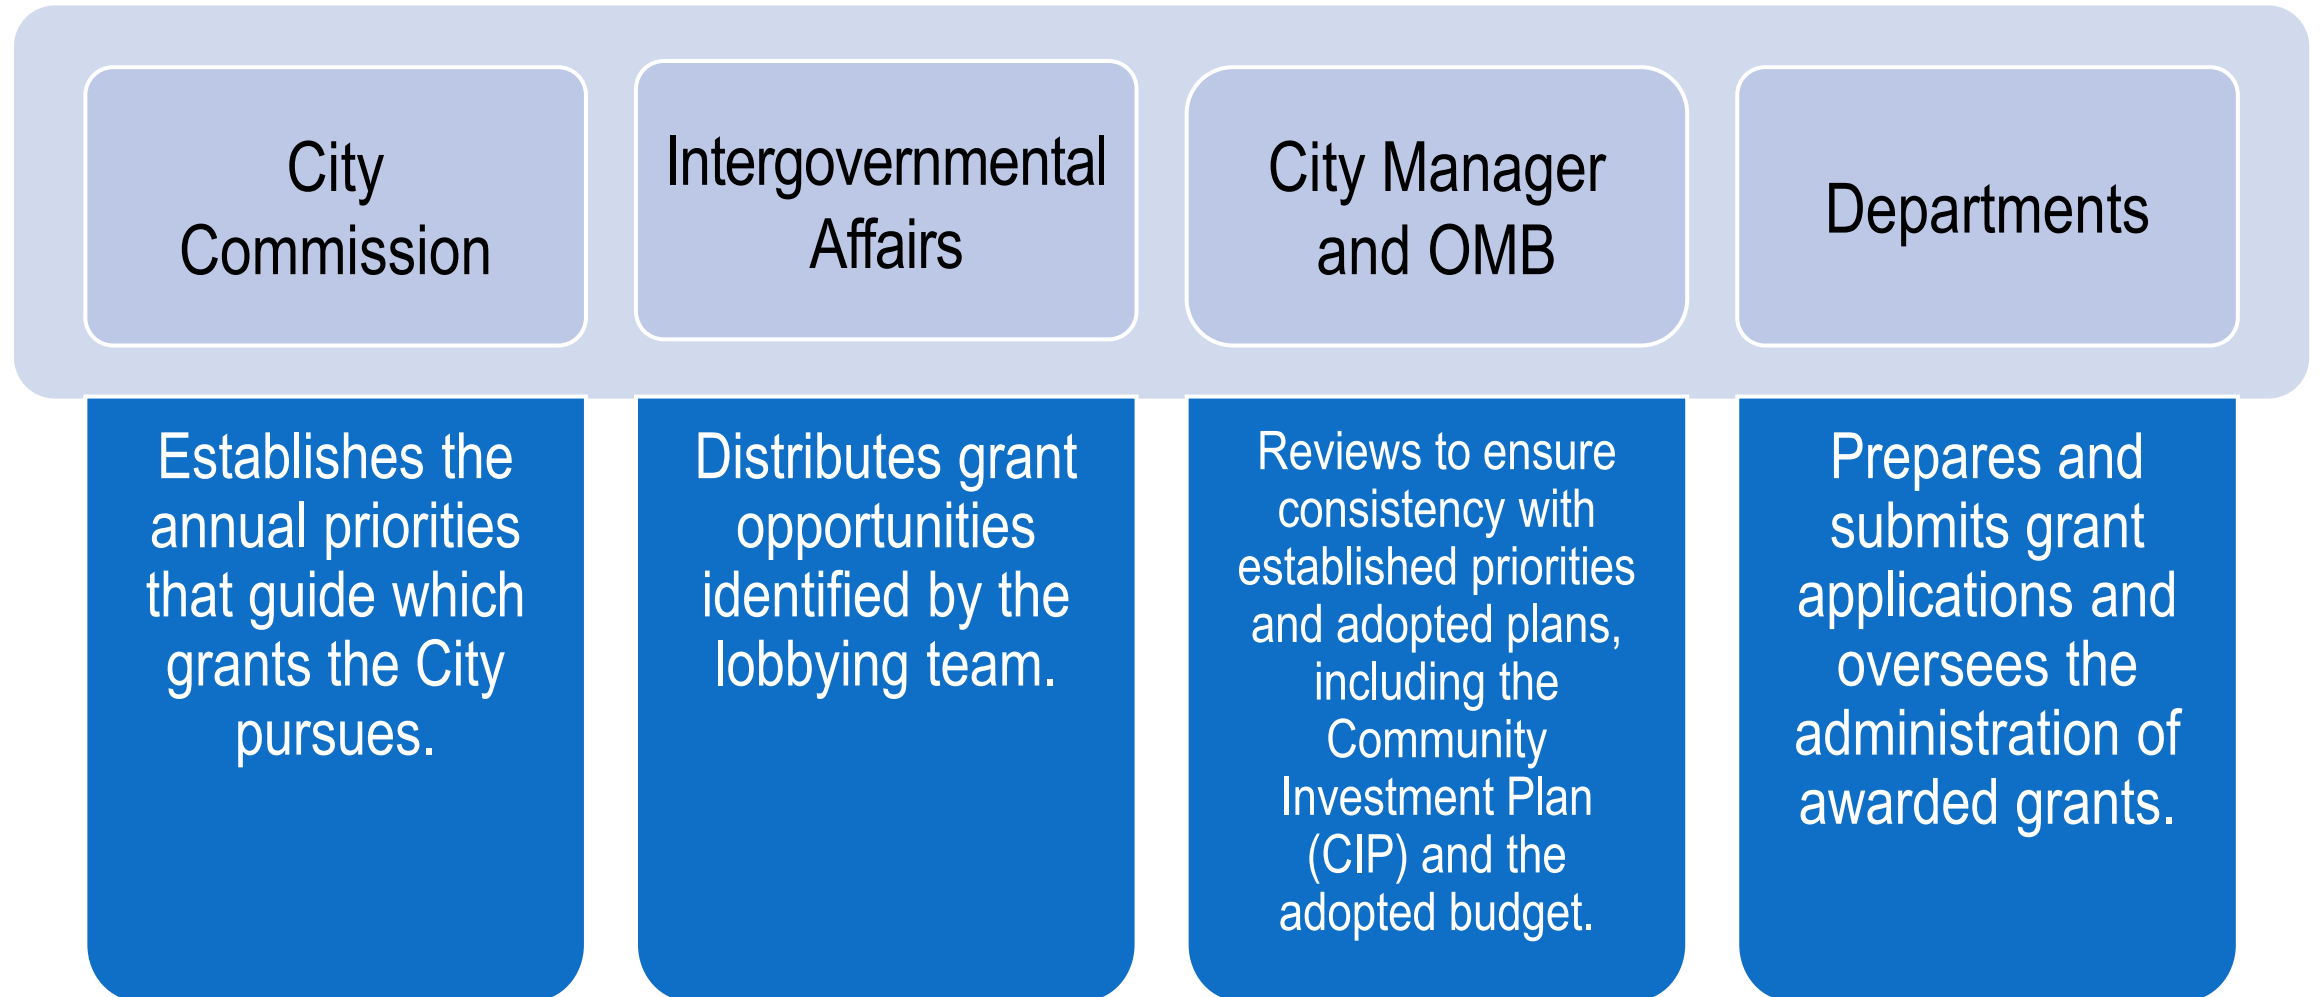 City
Commission
Establishes the
annual priorities
that guide which
grants the City
pursues.
Intergovernmental
Affairs
Distributes grant
opportunities
identified by the
lobbying team.
City Manager
and OMB
Reviews to ensure
consistency with
established priorities
and adopted plans,
including the
Community
Investment Plan
(CIP) and the
adopted budget.
Departments
Prepares and
submits grant
applications and
oversees the
administration of
awarded grants.